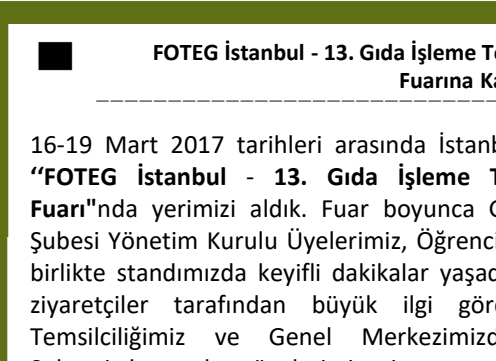 FOTEG İstanbul - 13. Gıda İşleme
Fuarına
16-19 Mart 2017 tarihleri arasında
“FOTEG İstanbul - 13. Gıda İşleme
Fuarı"nda yerimizi aldık. Fuar boyunca
Şubesi Yönetim Kurulu Üyelerimiz,
birlikte standımızda keyifli dakikalar
ziyaretçiler tarafından büyük ilgi
Temsilciliğimiz ve Genel